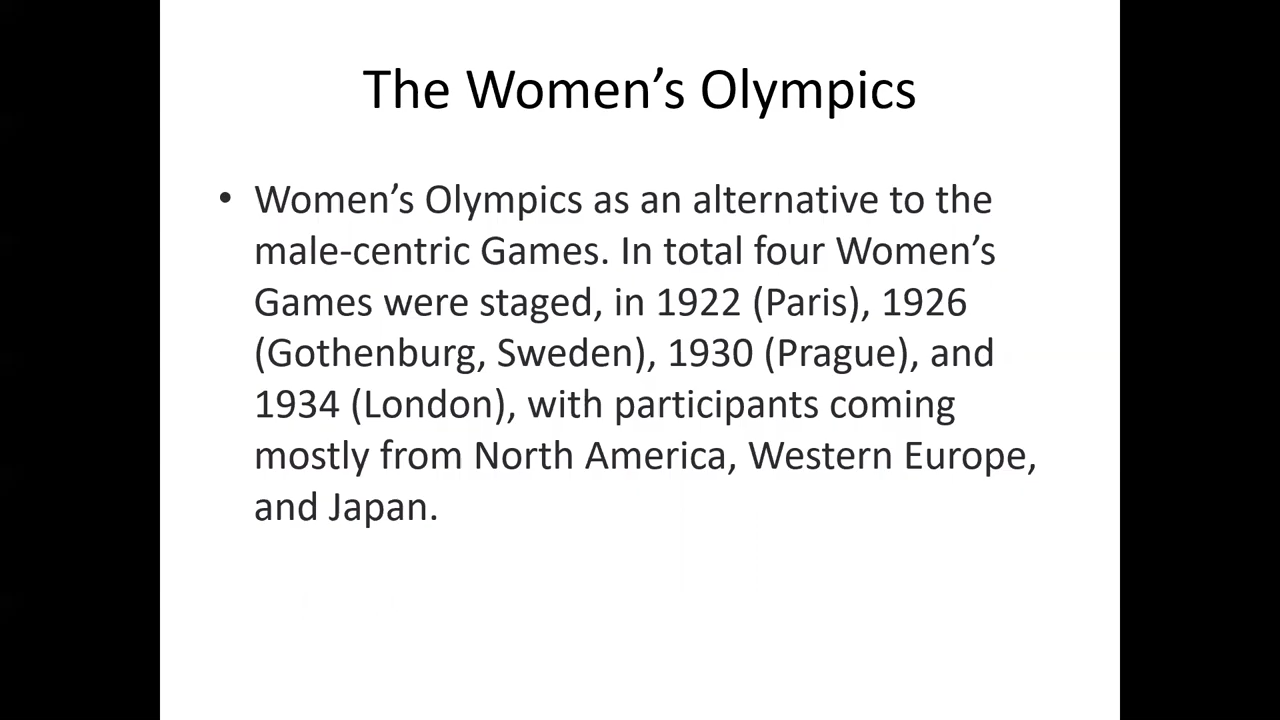 The Women’s Olympics
• Women’s Olympics as an alternative to the
male-centric Games. In total four Women’s
Games were staged, in 1922 (Paris), 1926
(Gothenburg, Sweden), 1930 (Prague), and
1934 (London), with participants coming
mostly from North America, Western Europe,
and Japan.